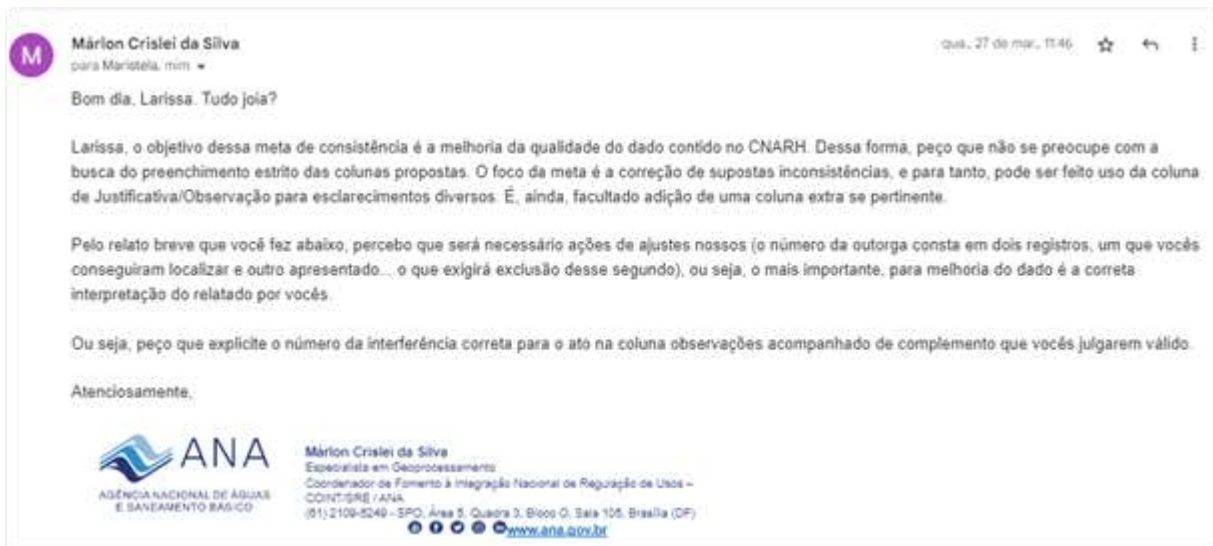 M
Márlon Crislei da Silva
qua., 27 de mar., 11:46
para Maristela, mim
Bom dia, Larissa. Tudo joia?
Larissa, o objetivo dessa meta de consistência é a melhoria da qualidade do dado contido no CNARH. Dessa forma, peço que não se preocupe com a
busca do preenchimento estrito das colunas propostas. O foco da meta é a correção de supostas inconsistências, e para tanto, pode ser feito uso da coluna
de Justificativa/Observação para esclarecimentos diversos. É, ainda, facultado adição de uma coluna extra se pertinente.
Pelo relato breve que você fez abaixo, percebo que será necessário ações de ajustes nossos (o número da outorga consta em dois registros, um que vocês
conseguiram localizar e outro apresentado... o que exigirá exclusão desse segundo), ou seja, o mais importante, para melhoria do dado é a correta
interpretação do relatado por vocês.
Ou seja, peço que explicite o número da interferência correta para o ato na coluna observações acompanhado de complemento que vocês julgarem válido.
Atenciosamente,
ANA
AGÊNCIA NACIONAL DE ÁGUAS
E SANEAMENTO BÁSICO
Márlon Crislei da Silva
Especialista em Geoprocessamento
Coordenador de Fomento à Integração Nacional de Regulação de Usos –
COINT/SRE / ANA
(61) 2109-5249 – SPO, Área 5, Quadra 3, Bloco O, Sala 105, Brasília (DF)
www.ana.gov.br